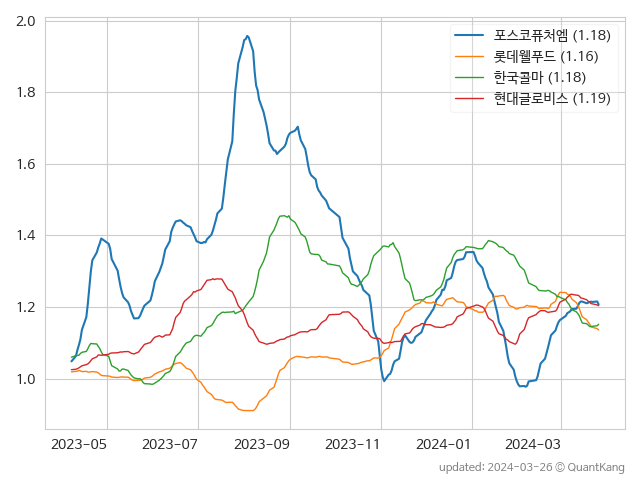 2.0
1.8
1.6
1.4
1.2
1.0
포스코퓨처엠 (1.18)
롯데웰푸드 (1.16)
한국콜마 (1.18)
현대글로비스 (1.19)
2023-05 2023-07 2023-09 2023-11 2024-01 2024-03
updated: 2024-03-26 © QuantKang